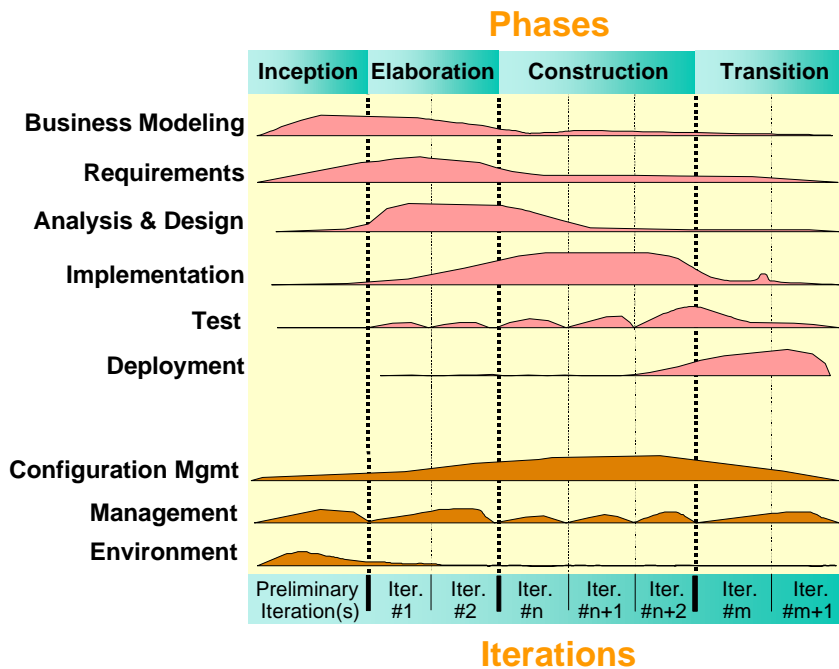 Phases
Inception Elaboration Construction Transition
Business Modeling
Requirements
Analysis & Design
Implementation
Test
Deployment
Configuration Mgmt
Management
Environment
Preliminary Iter. Iter. Iter. Iter. Iter. Iter. Iter.
Iteration(s) #1 #2 #n #n+1 #n+2 #m #m+1
Iterations